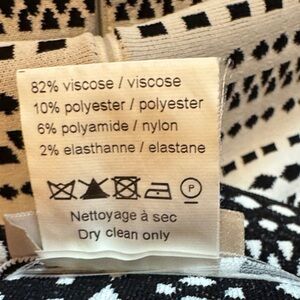 82% viscose / viscose
10% polyester / polyester
6% polyamide / nylon
2% elasthanne / elastane
P
Nettoyage à sec
Dry clean only